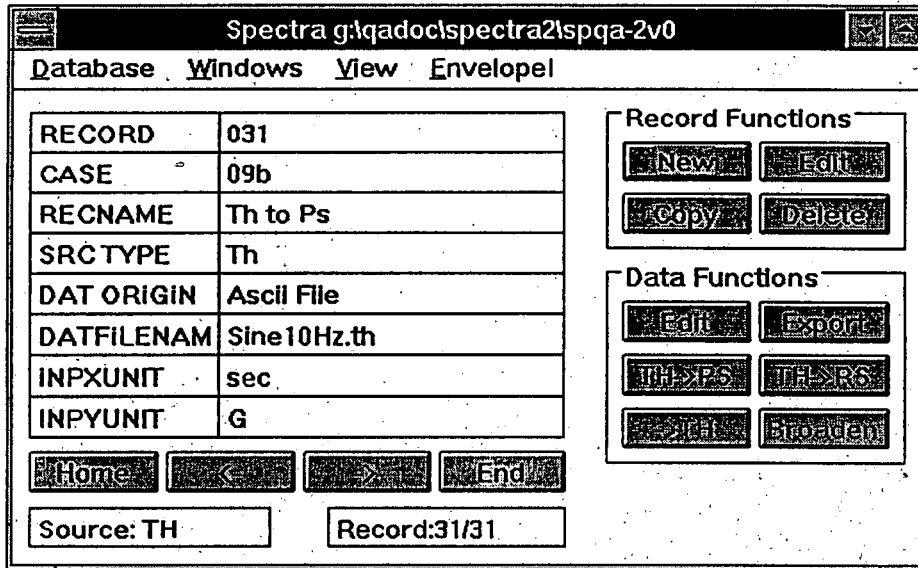 Spectra g:\qadoc\spectra2\spqa-2v0
Database Windows View Envelope!
RECORD 031
CASE 09b
RECNAME Th to Ps
SRCTYPE Th
DAT ORIGIN Ascii File
DATFILENAM Sine10Hz.th
INPXUNIT sec
INPYUNIT G
Home < > End
Source: TH Record:31/31
Record Functions
New Edit
Copy Delete
Data Functions
Edit Export
TH->PS TH->RS
->TH Broaden